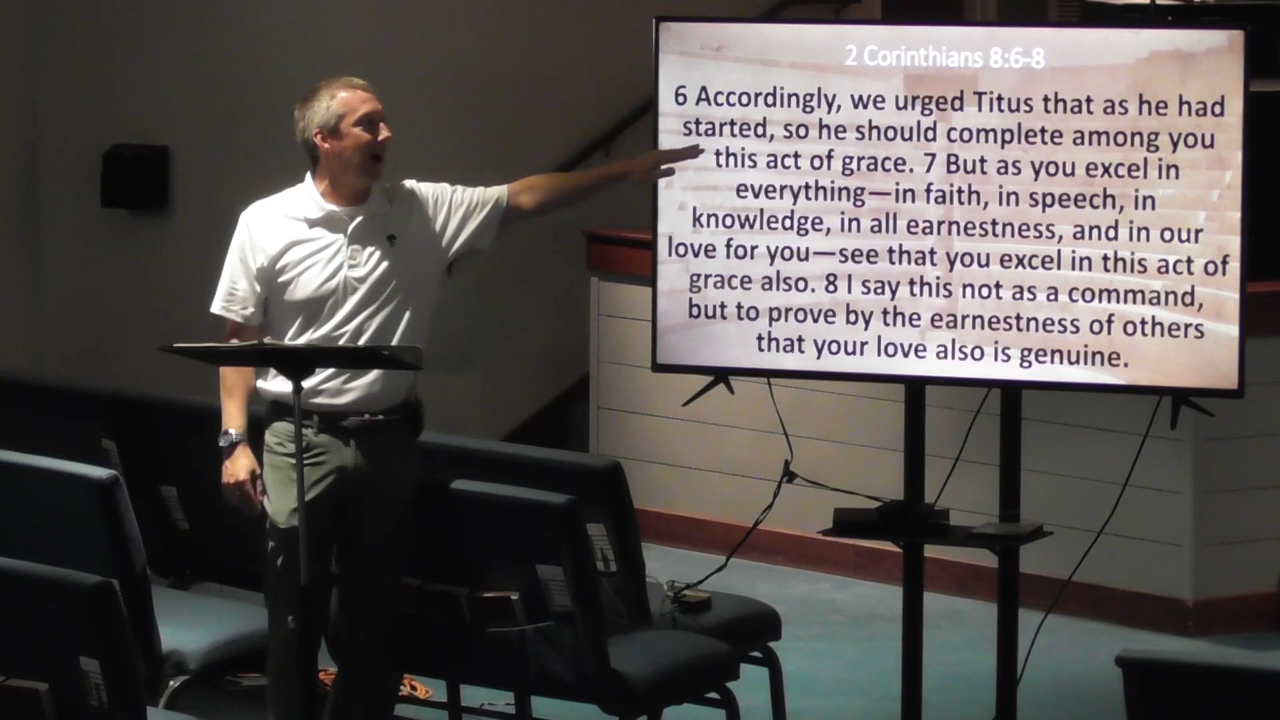 2 Corinthians 8:6-8
6 Accordingly, we urged Titus that as he had
started, so he should complete among you
this act of grace. 7 But as you excel in
everything—in faith, in speech, in
knowledge, in all earnestness, and in our
love for you—see that you excel in this act of
grace also. 8 I say this not as a command,
but to prove by the earnestness of others
that your love also is genuine.